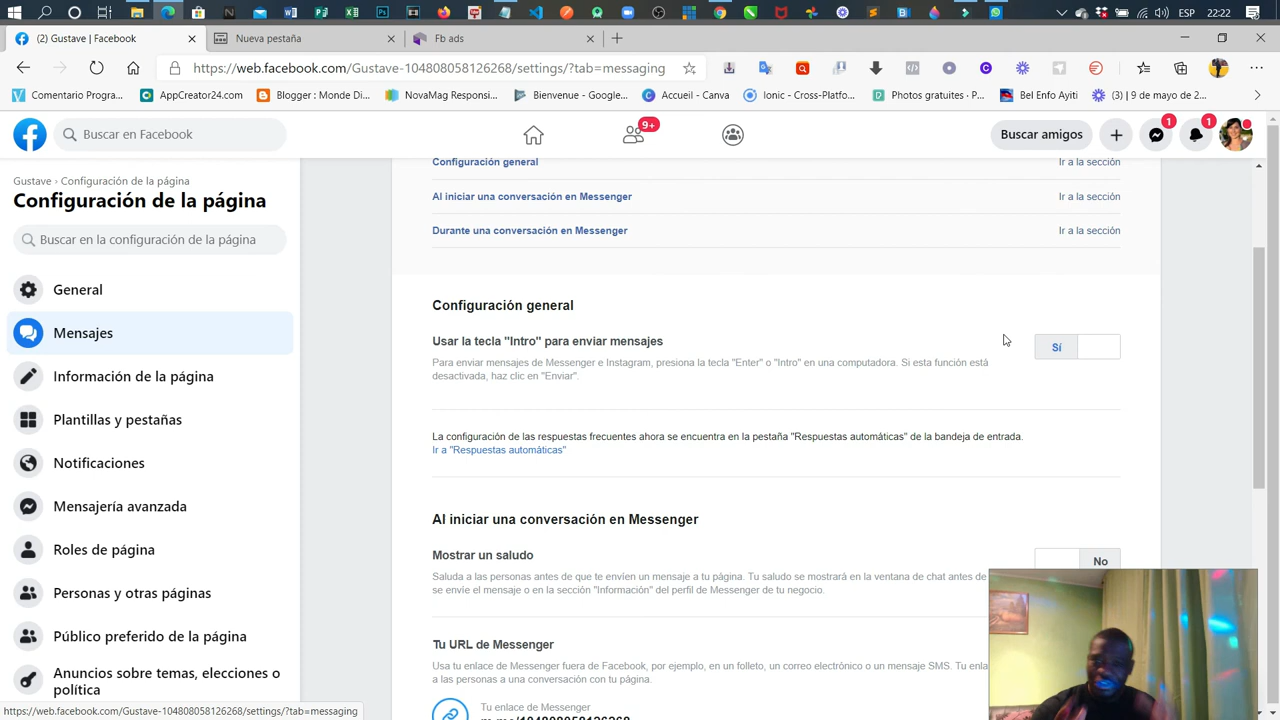 ESP 22:22
(2) Gustave | Facebook
Nueva pestaña
Fb ads
https://web.facebook.com/Gustave-104808058126268/settings/?tab=messaging
Comentario Progra...
AppCreator24.com
Blogger : Monde Di...
NovaMag Responsi...
Bienvenue - Google...
Accueil - Canva
Ionic - Cross-Platfo...
Photos gratuites - P...
Bel Enfo Ayiti
(3) | 9 de mayo de 2...
Buscar en Facebook
9+
Buscar amigos
1
1
Gustave › Configuración de la página
Configuración de la página
Buscar en la configuración de la página
General
Mensajes
Información de la página
Plantillas y pestañas
Notificaciones
Mensajería avanzada
Roles de página
Personas y otras páginas
Público preferido de la página
Anuncios sobre temas, elecciones o
política
Configuración general
Ir a la sección
Al iniciar una conversación en Messenger
Ir a la sección
Durante una conversación en Messenger
Ir a la sección
Configuración general
Usar la tecla "Intro" para enviar mensajes
Sí
Para enviar mensajes de Messenger e Instagram, presiona la tecla "Enter" o "Intro" en una computadora. Si esta función está
desactivada, haz clic en "Enviar".
La configuración de las respuestas frecuentes ahora se encuentra en la pestaña "Respuestas automáticas" de la bandeja de entrada.
Ir a "Respuestas automáticas"
Al iniciar una conversación en Messenger
Mostrar un saludo
No
Saluda a las personas antes de que te envíen un mensaje a tu página. Tu saludo se mostrará en la ventana de chat antes de
se envíe el mensaje o en la sección "Información" del perfil de Messenger de tu negocio.
Tu URL de Messenger
Usa tu enlace de Messenger fuera de Facebook, por ejemplo, en un folleto, un correo electrónico o un mensaje SMS. Tu enla
a las personas a una conversación con tu página.
Tu enlace de Messenger
m.me/104808058126268
https://web.facebook.com/Gustave-104808058126268/settings/?tab=messaging